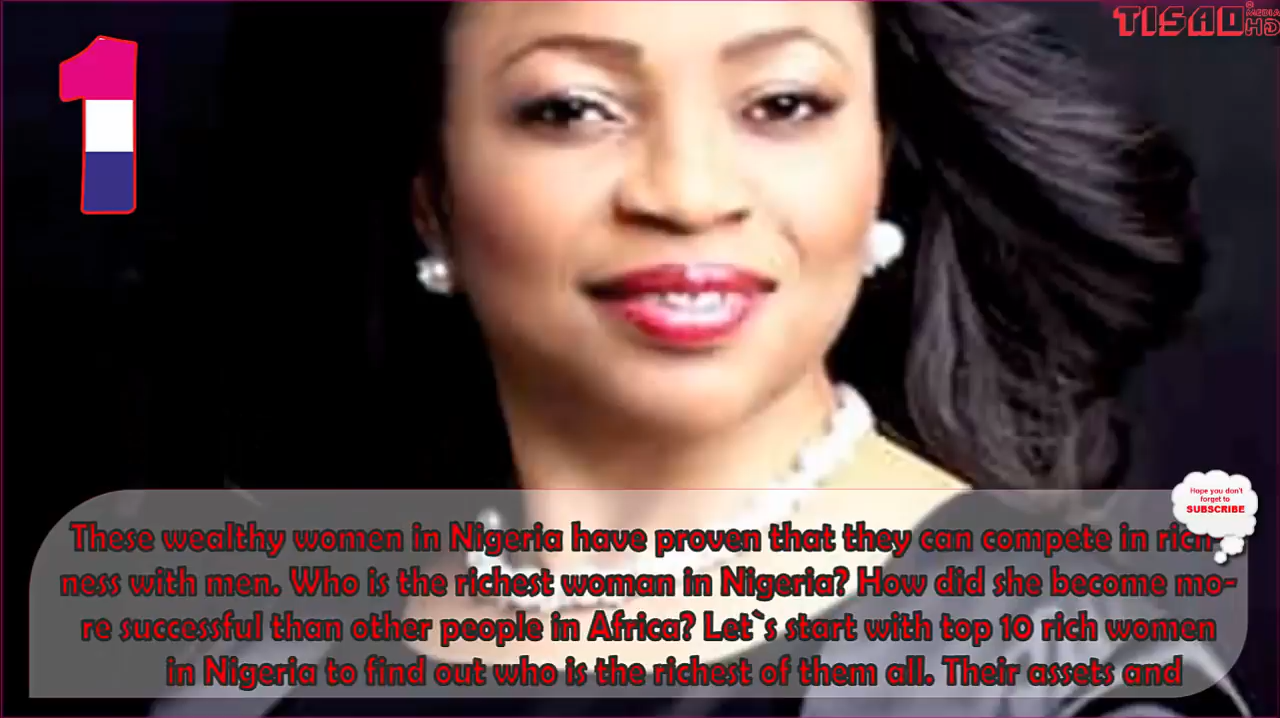 1
TISAD
MEDIA
HD
Hope you don't
forget to
SUBSCRIBE
These wealthy women in Nigeria have proven that they can compete in rich-
ness with men. Who is the richest woman in Nigeria? How did she become mo-
re successful than other people in Africa? Let`s start with top 10 rich women
in Nigeria to find out who is the richest of them all. Their assets and